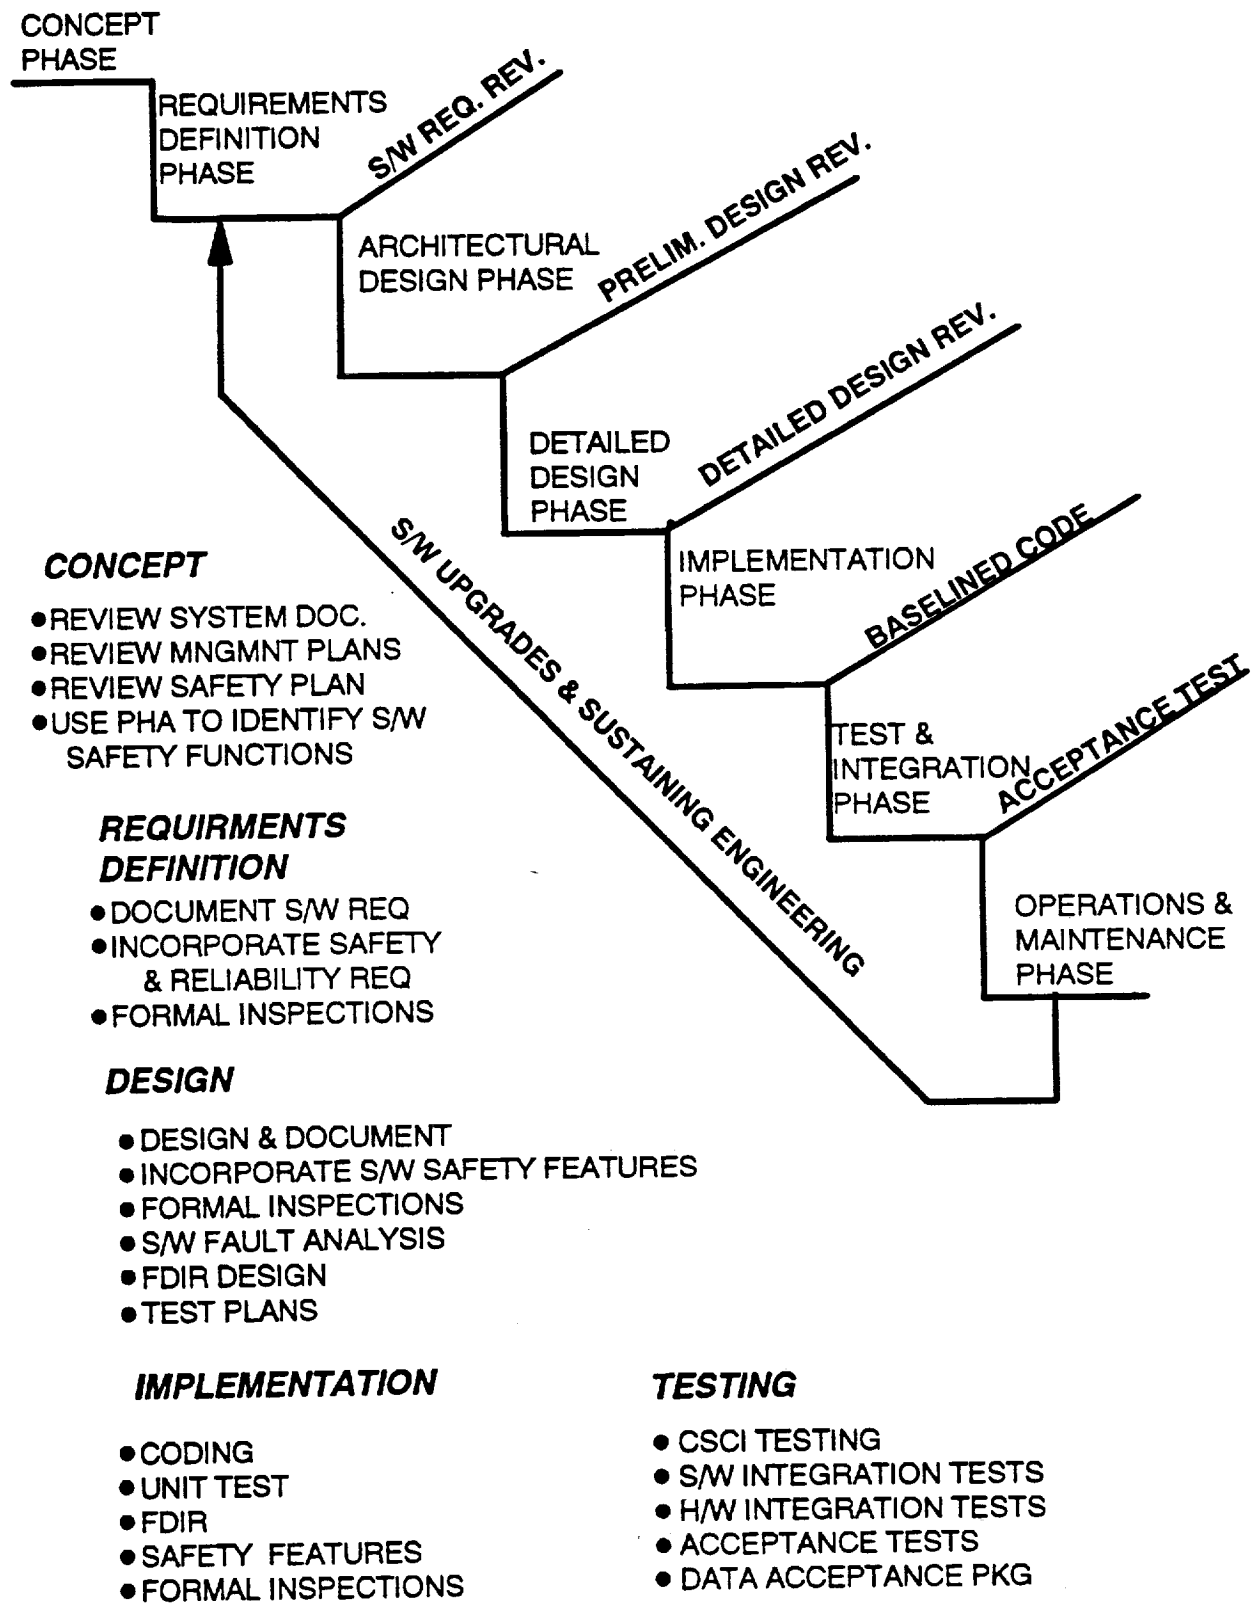 CONCEPT
PHASE
REQUIREMENTS
DEFINITION
PHASE
S/W REQ. REV.
ARCHITECTURAL
DESIGN PHASE
PRELIM. DESIGN REV.
DETAILED
DESIGN
PHASE
DETAILED DESIGN REV.
IMPLEMENTATION
PHASE
BASELINED CODE
TEST &
INTEGRATION
PHASE
ACCEPTANCE TEST
OPERATIONS &
MAINTENANCE
PHASE
S/W UPGRADES & SUSTAINING ENGINEERING
CONCEPT
●REVIEW SYSTEM DOC.
●REVIEW MNGMNT PLANS
●REVIEW SAFETY PLAN
●USE PHA TO IDENTIFY S/W
SAFETY FUNCTIONS
REQUIRMENTS
DEFINITION
●DOCUMENT S/W REQ
●INCORPORATE SAFETY
& RELIABILITY REQ
●FORMAL INSPECTIONS
DESIGN
●DESIGN & DOCUMENT
●INCORPORATE S/W SAFETY FEATURES
●FORMAL INSPECTIONS
●S/W FAULT ANALYSIS
●FDIR DESIGN
●TEST PLANS
IMPLEMENTATION
●CODING
●UNIT TEST
●FDIR
●SAFETY FEATURES
●FORMAL INSPECTIONS
TESTING
● CSCI TESTING
● S/W INTEGRATION TESTS
● H/W INTEGRATION TESTS
● ACCEPTANCE TESTS
● DATA ACCEPTANCE PKG